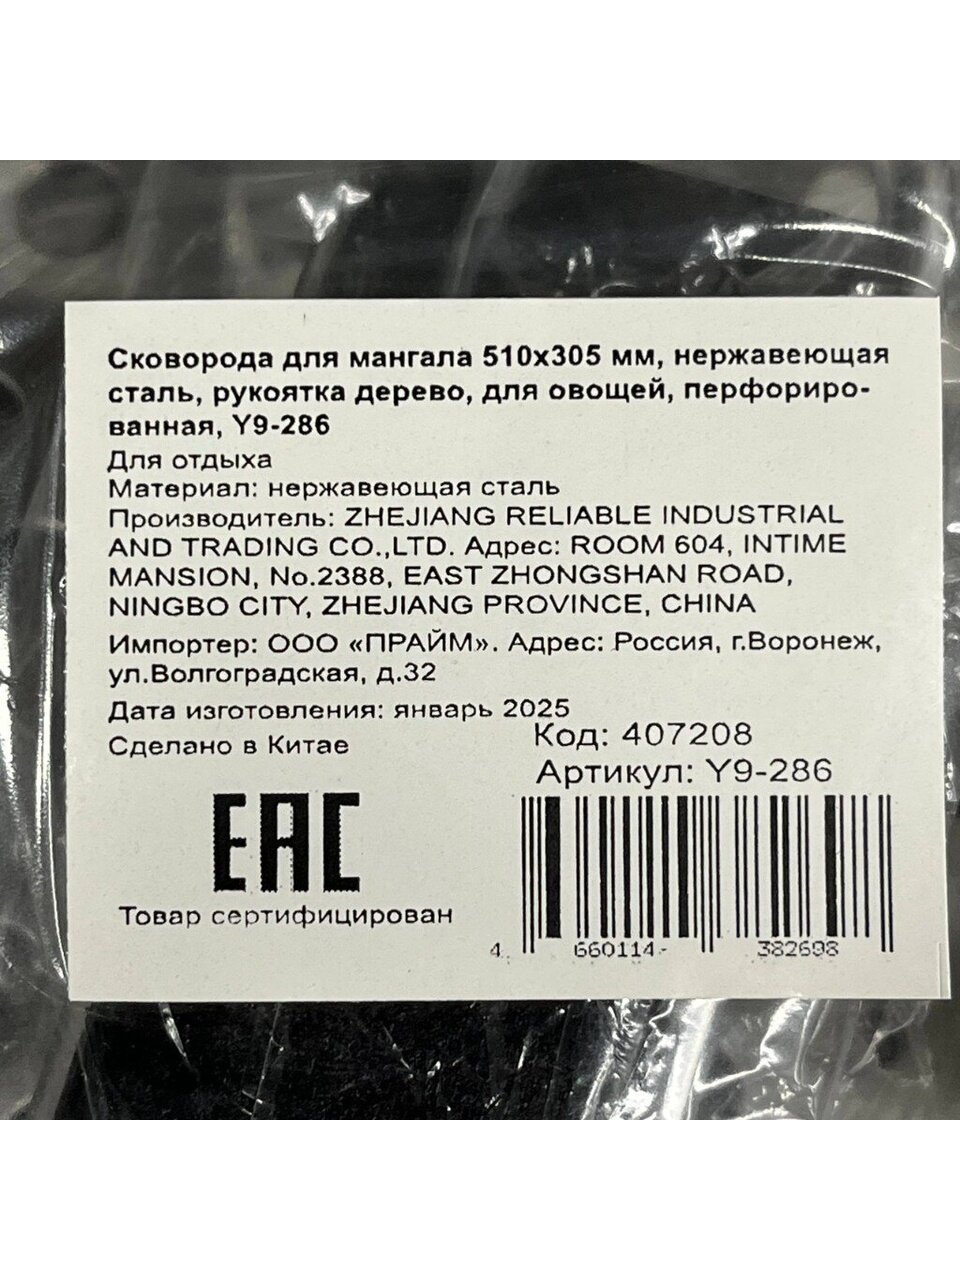 Сковорода для мангала 510х305 мм, нержавеющая
сталь, рукоятка дерево, для овощей, перфориро-
ванная, Y9-286
Для отдыха
Материал: нержавеющая сталь
Производитель: ZHEJIANG RELIABLE INDUSTRIAL
AND TRADING CO.,LTD. Адрес: ROOM 604, INTIME
MANSION, No.2388, EAST ZHONGSHAN ROAD,
NINGBO CITY, ZHEJIANG PROVINCE, CHINA
Импортер: ООО «ПРАЙМ». Адрес: Россия, г.Воронеж,
ул.Волгоградская, д.32
Дата изготовления: январь 2025
Сделано в Китае
Код: 407208
Артикул: Y9-286
EAC
Товар сертифицирован
4 660114 382698